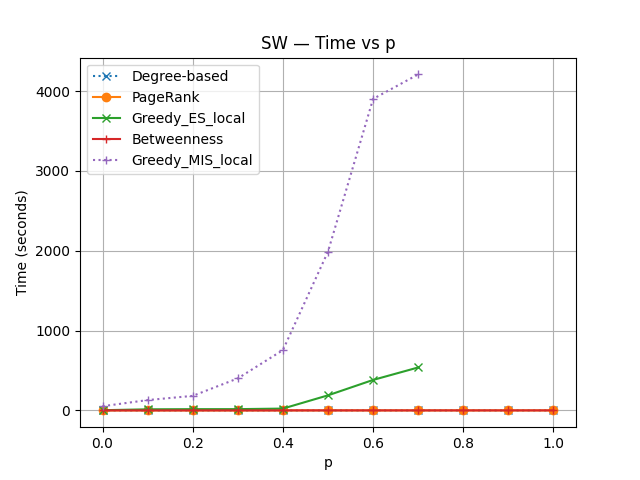 SW — Time vs p
Degree-based
PageRank
Greedy_ES_local
Betweenness
Greedy_MIS_local
Time (seconds)
4000
3000
2000
1000
0
0.0 0.2 0.4 0.6 0.8 1.0
p